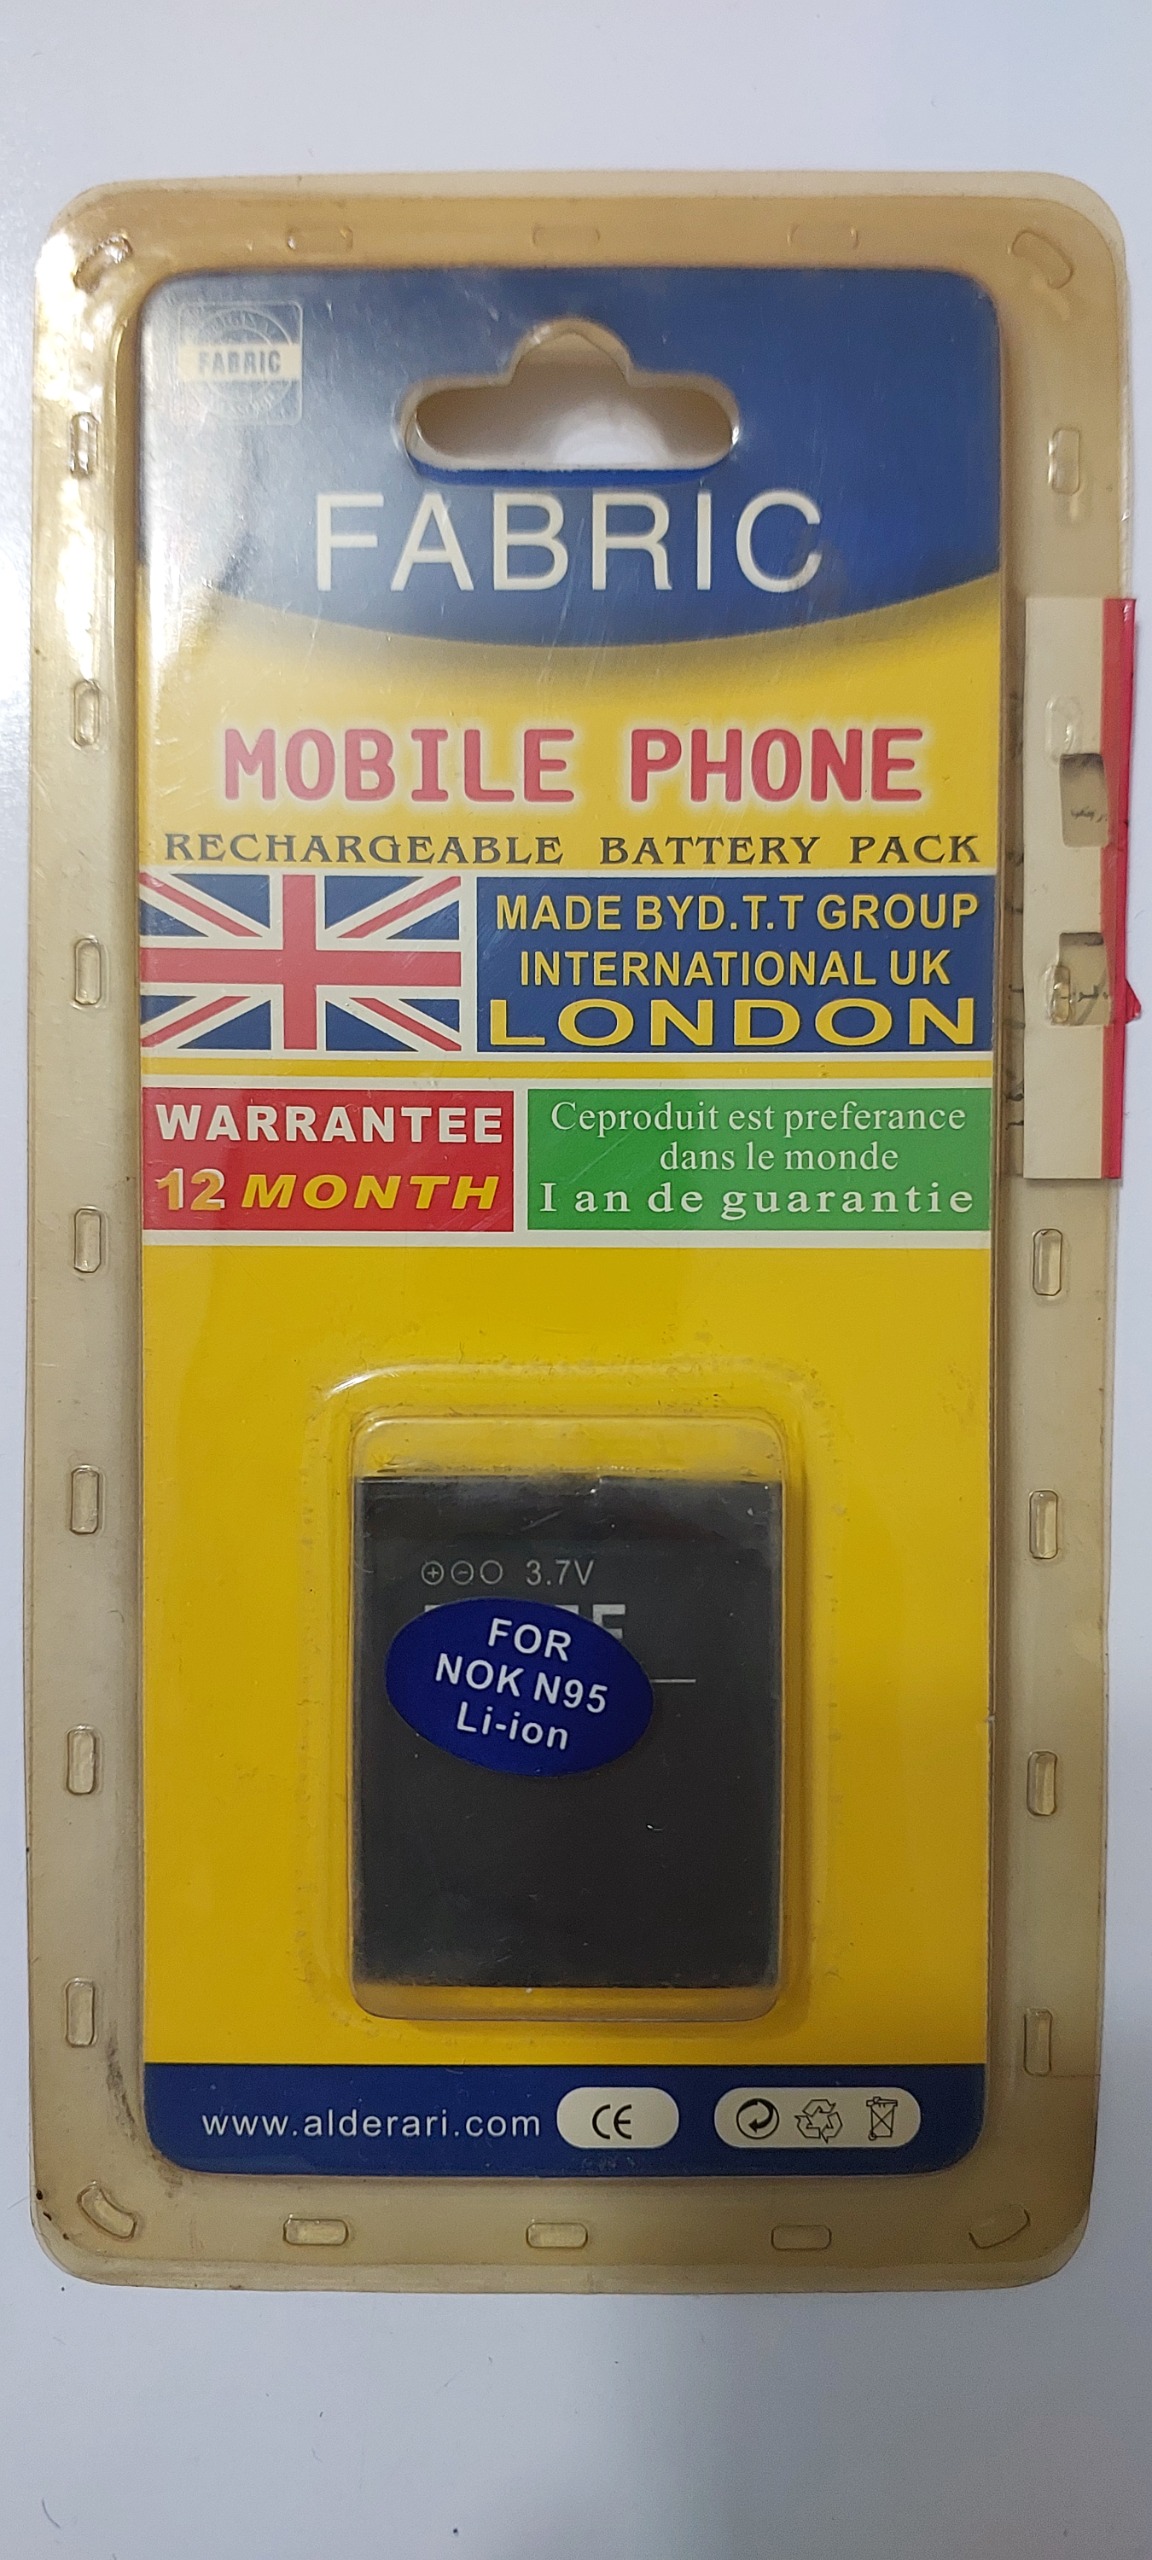 FABRIC
FABRIC
MOBILE PHONE
RECHARGEABLE BATTERY PACK
MADE BYD.T.T GROUP
INTERNATIONAL UK
LONDON
WARRANTEE
12 MONTH
Ceproduit est preferance
dans le monde
I an de guarantie
3.7V
FOR
NOK N95
Li-ion
www.alderari.com
CE